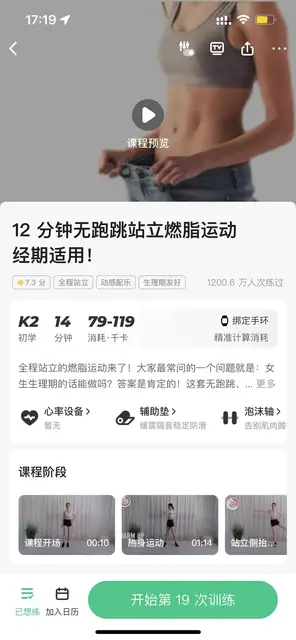 17:19
TV
课程预览
12 分钟无跑跳站立燃脂运动
经期适用！
7.3 分 全程站立 动感配乐 生理期友好 1200.6 万人次练过
K2 14 79-119 绑定手环
初学 分钟 消耗·千卡 精准计算消耗
全程站立的燃脂运动来了！大家最常问的一个问题就是：女
生生理期的话能做吗？答案是肯定的！这套无跑跳、... 更多
心率设备 辅助垫 泡沫轴
暂无 缓震隔音稳定防滑 告别肌肉酸
课程阶段
课程开场 00:10 热身运动 01:14 站立侧抬...
已想练 加入日历 开始第 19 次训练